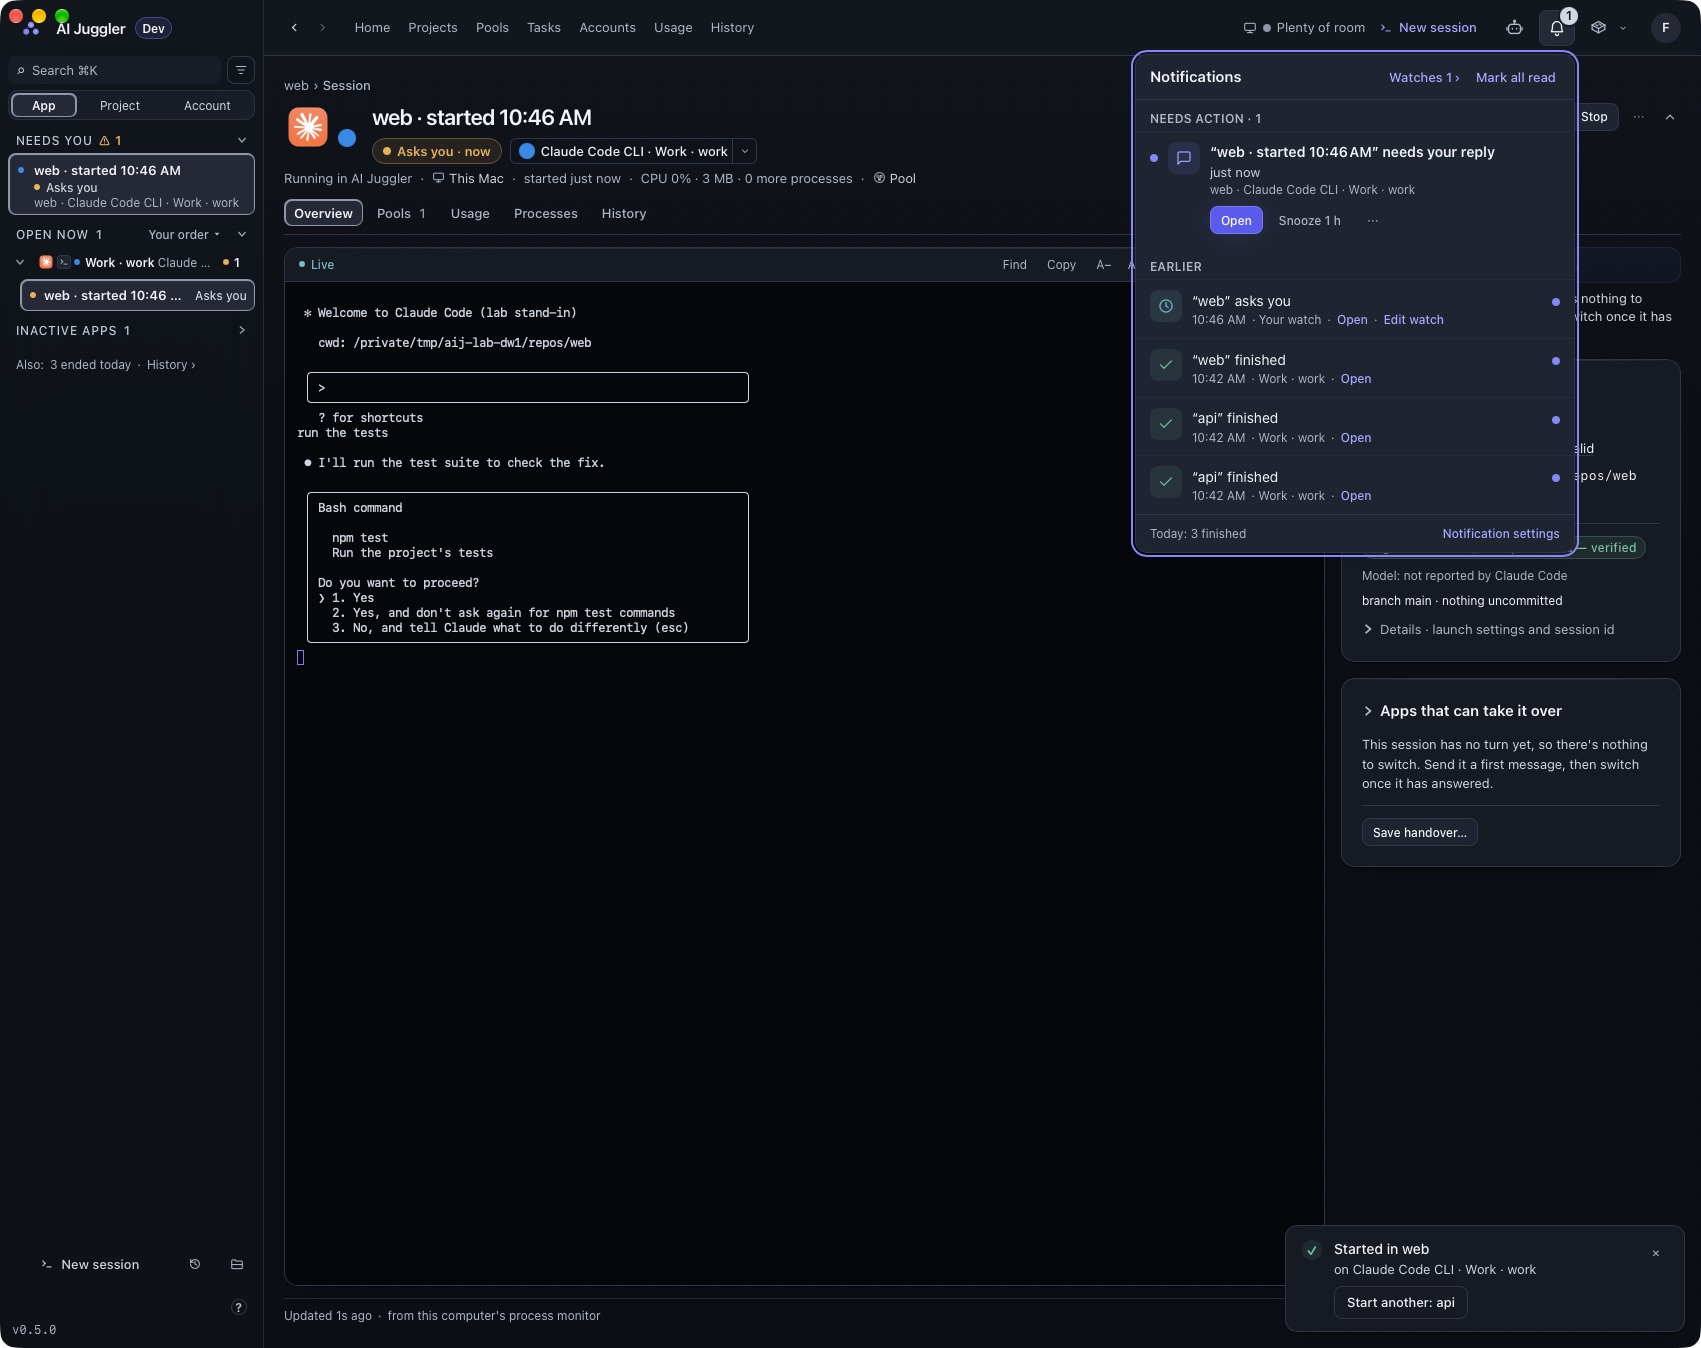 AI Juggler Dev
Search ⌘K
App Project Account
NEEDS YOU 1
web · started 10:46 AM
Asks you
web · Claude Code CLI · Work · work
OPEN NOW 1 Your order
Work · work Claude ... 1
web · started 10:46 ... Asks you
INACTIVE APPS 1
Also: 3 ended today · History ›
New session
?
v0.5.0
‹ › Home Projects Pools Tasks Accounts Usage History
Plenty of room New session 1 F
web › Session
web · started 10:46 AM
Asks you · now Claude Code CLI · Work · work
Stop ...
Running in AI Juggler · This Mac · started just now · CPU 0% · 3 MB · 0 more processes · Pool
Overview Pools 1 Usage Processes History
Live Find Copy A−
✻ Welcome to Claude Code (lab stand-in)
cwd: /private/tmp/aij-lab-dw1/repos/web
>
? for shortcuts
run the tests
● I'll run the test suite to check the fix.
Bash command
npm test
Run the project's tests
Do you want to proceed?
❯ 1. Yes
2. Yes, and don't ask again for npm test commands
3. No, and tell Claude what to do differently (esc)
Updated 1s ago · from this computer's process monitor
Notifications Watches 1 › Mark all read
NEEDS ACTION · 1
“web · started 10:46 AM” needs your reply
just now
web · Claude Code CLI · Work · work
Open Snooze 1 h ...
EARLIER
“web” asks you
10:46 AM · Your watch · Open · Edit watch
“web” finished
10:42 AM · Work · work · Open
“api” finished
10:42 AM · Work · work · Open
“api” finished
10:42 AM · Work · work · Open
Today: 3 finished Notification settings
nothing to
once it has
— verified
Model: not reported by Claude Code
branch main · nothing uncommitted
Details · launch settings and session id
Apps that can take it over
This session has no turn yet, so there's nothing
to switch. Send it a first message, then switch
once it has answered.
Save handover...
Started in web ×
on Claude Code CLI · Work · work
Start another: api